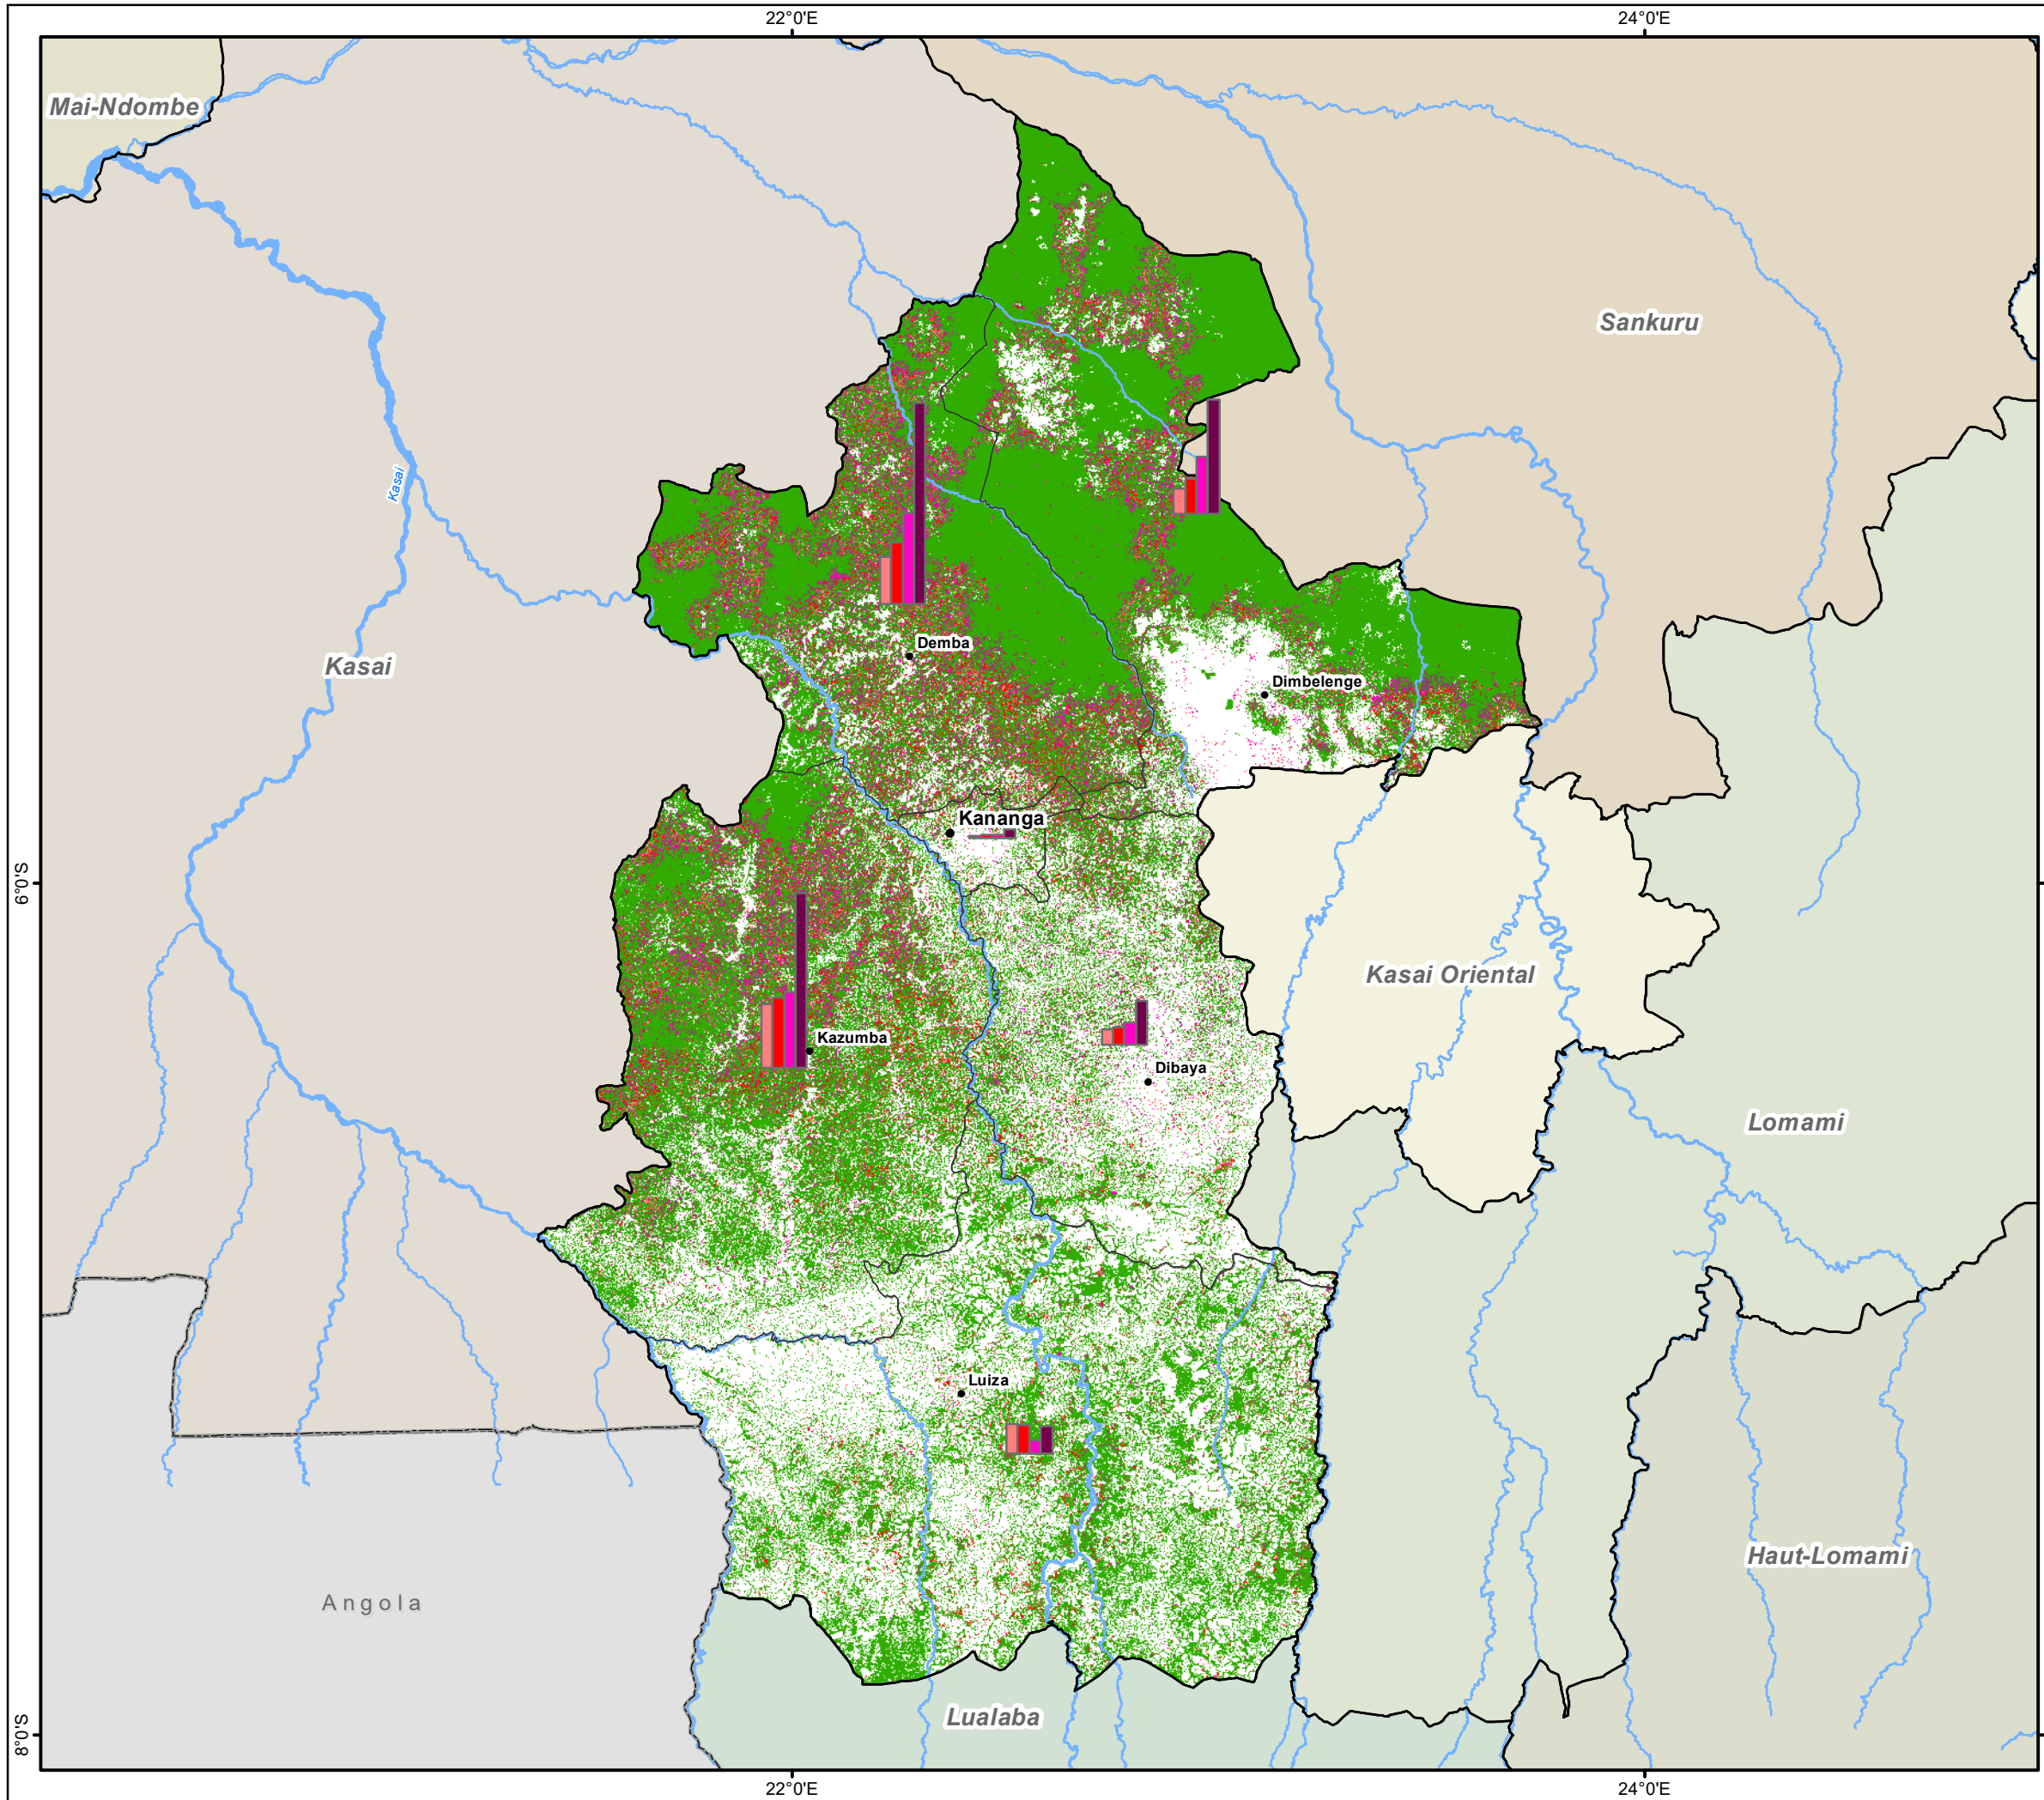 22°0'E
24°0'E
Mai-Ndombe
Sankuru
Kasai
Demba
Kasai
Dimbelenge
Kananga
6°0'S
Kasai Oriental
Kazumba
Dibaya
Lomami
Luiza
Haut-Lomami
Angola
Lualaba
8°0'S
22°0'E
24°0'E